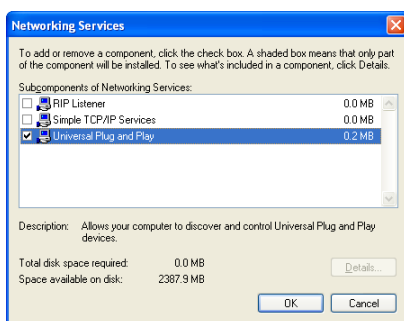 Networking Services
To add or remove a component, click the check box. A shaded box means that only part
of the component will be installed. To see what's included in a component, click Details.
Subcomponents of Networking Services:
RIP Listener 0.0 MB
Simple TCP/IP Services 0.0 MB
Universal Plug and Play 0.2 MB
Description: Allows your computer to discover and control Universal Plug and Play
devices.
Total disk space required: 0.0 MB
Details...
Space available on disk: 2387.9 MB
OK Cancel